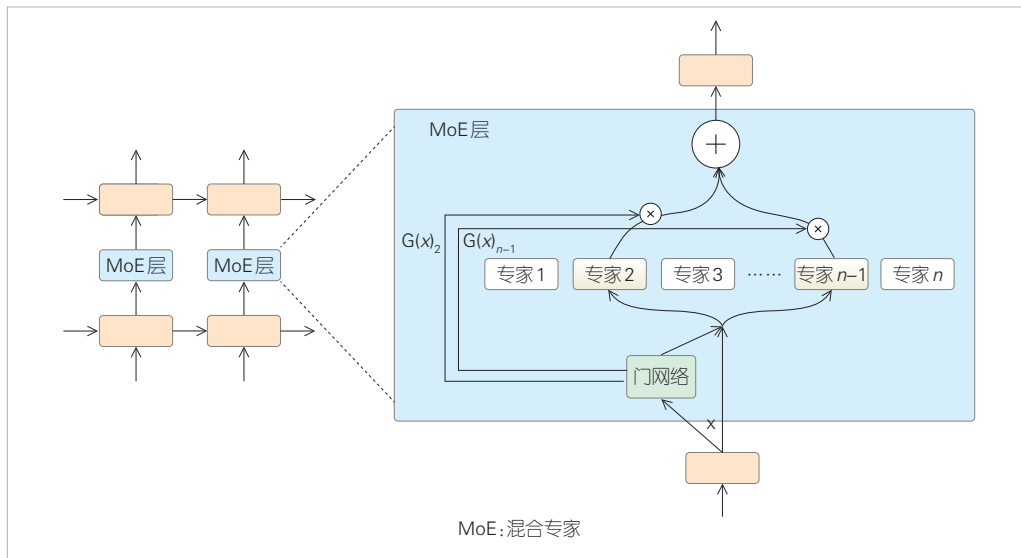 MoE层
MoE层
MoE层
G(x)₂
G(x)ₙ₋₁
专家1
专家2
专家3
……
专家n–1
专家n
门网络
x
MoE:混合专家